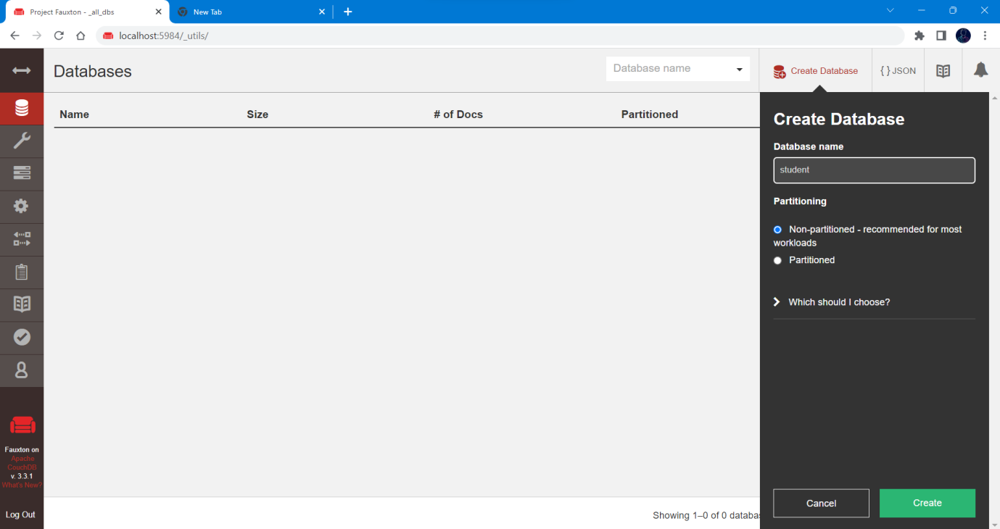 Project Fauxton - _all_dbs
New Tab
localhost:5984/_utils/
Databases
Database name
Create Database
{ } JSON
Name Size # of Docs Partitioned
Create Database
Database name
student
Partitioning
Non-partitioned - recommended for most
workloads
Partitioned
Which should I choose?
Fauxton on
Apache
CouchDB
v. 3.3.1
What's New?
Log Out
Showing 1–0 of 0 databas
Cancel
Create